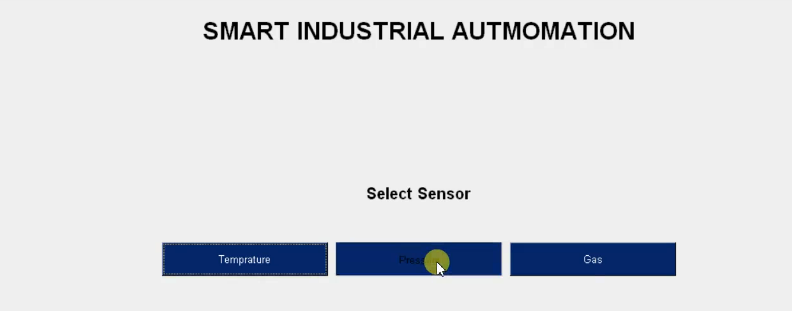 SMART INDUSTRIAL AUTMOMATION
Select Sensor
Temprature Gas